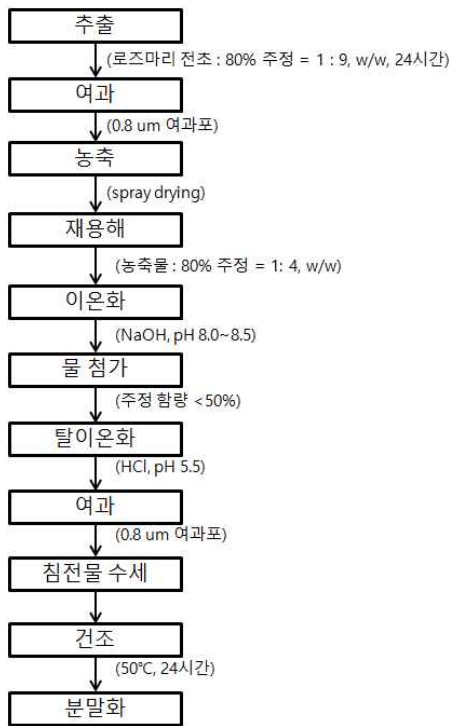 추출
(로즈마리 전초 : 80% 주정 = 1 : 9, w/w, 24시간)
여과
(0.8 um 여과포)
농축
(spray drying)
재용해
(농축물 : 80% 주정 = 1: 4, w/w)
이온화
(NaOH, pH 8.0~8.5)
물 첨가
(주정 함량 <50%)
탈이온화
(HCl, pH 5.5)
여과
(0.8 um 여과포)
침전물 수세
건조
(50℃, 24시간)
분말화